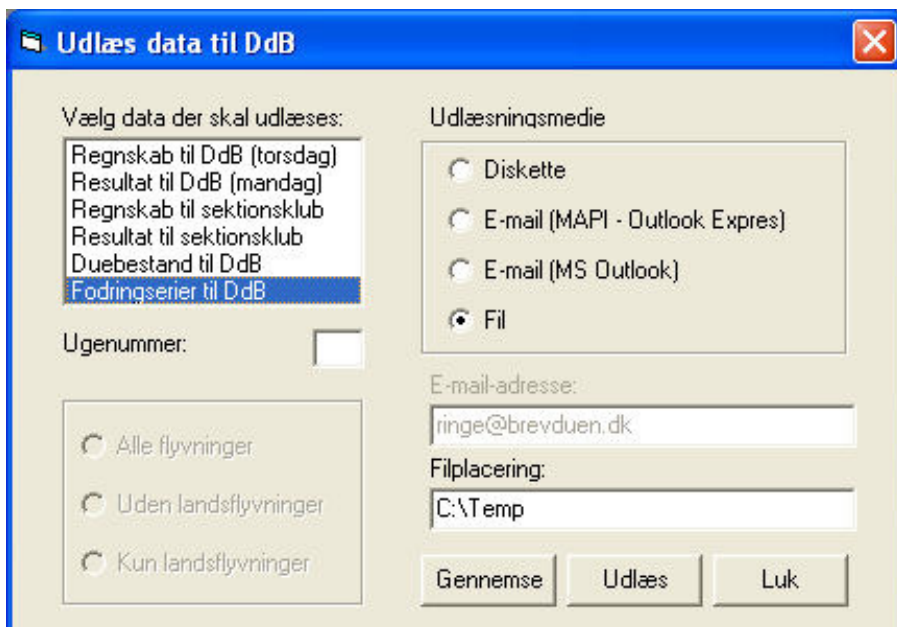 Udlæs data til DdB
Vælg data der skal udlæses:
Regnskab til DdB (torsdag)
Resultat til DdB (mandag)
Regnskab til sektionsklub
Resultat til sektionsklub
Duebestand til DdB
Fodringserier til DdB
Ugenummer:
Alle flyvninger
Uden landsflyvninger
Kun landsflyvninger
Udlæsningsmedie
Diskette
E-mail (MAPI - Outlook Expres)
E-mail (MS Outlook)
Fil
E-mail-adresse:
ringe@brevduen.dk
Filplacering:
C:\Temp
Gennemse Udlæs Luk